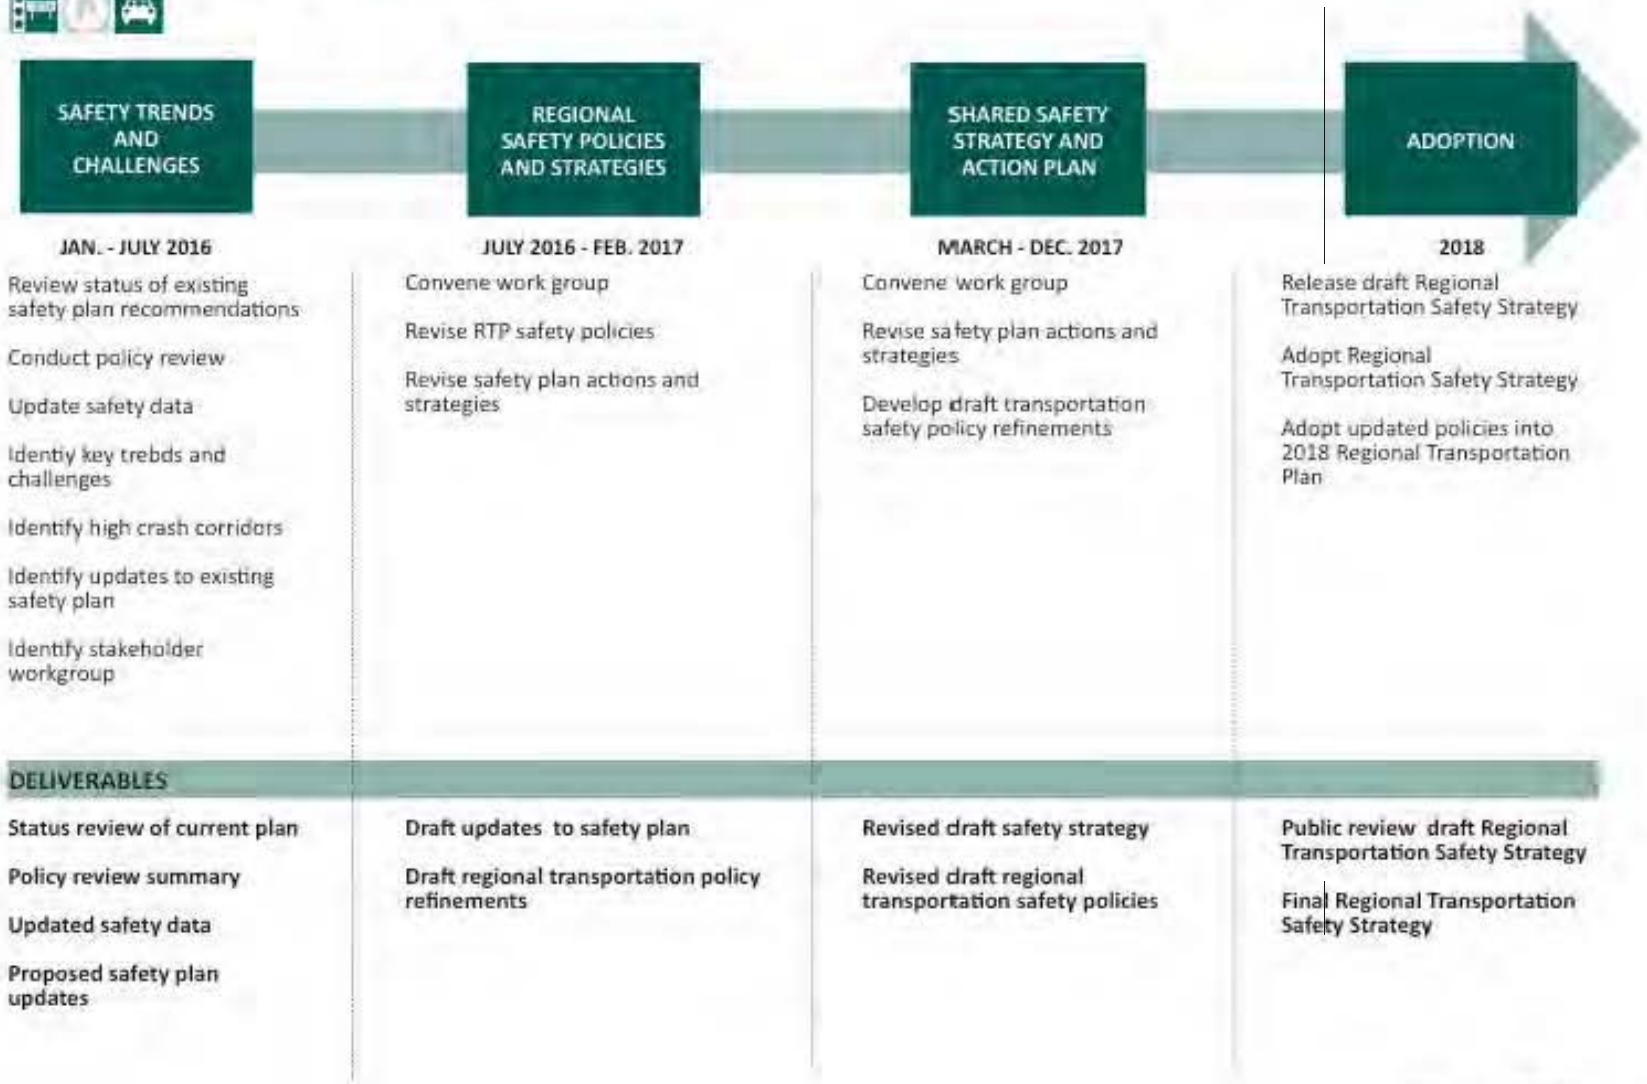 SAFETY TRENDS
AND
CHALLENGES
JAN. - JULY 2016
Review status of existing
safety plan recommendations
Conduct policy review
Update safety data
Identiy key trebds and
challenges
Identify high crash corridors
Identify updates to existing
safety plan
Identify stakeholder
workgroup
REGIONAL
SAFETY POLICIES
AND STRATEGIES
JULY 2016 - FEB. 2017
Convene work group
Revise RTP safety policies
Revise safety plan actions and
strategies
SHARED SAFETY
STRATEGY AND
ACTION PLAN
MARCH - DEC. 2017
Convene work group
Revise safety plan actions and
strategies
Develop draft transportation
safety policy refinements
ADOPTION
2018
Release draft Regional
Transportation Safety Strategy
Adopt Regional
Transportation Safety Strategy
Adopt updated policies into
2018 Regional Transportation
Plan
DELIVERABLES
Status review of current plan
Policy review summary
Updated safety data
Proposed safety plan
updates
Draft updates to safety plan
Draft regional transportation policy
refinements
Revised draft safety strategy
Revised draft regional
transportation safety policies
Public review draft Regional
Transportation Safety Strategy
Final Regional Transportation
Safety Strategy